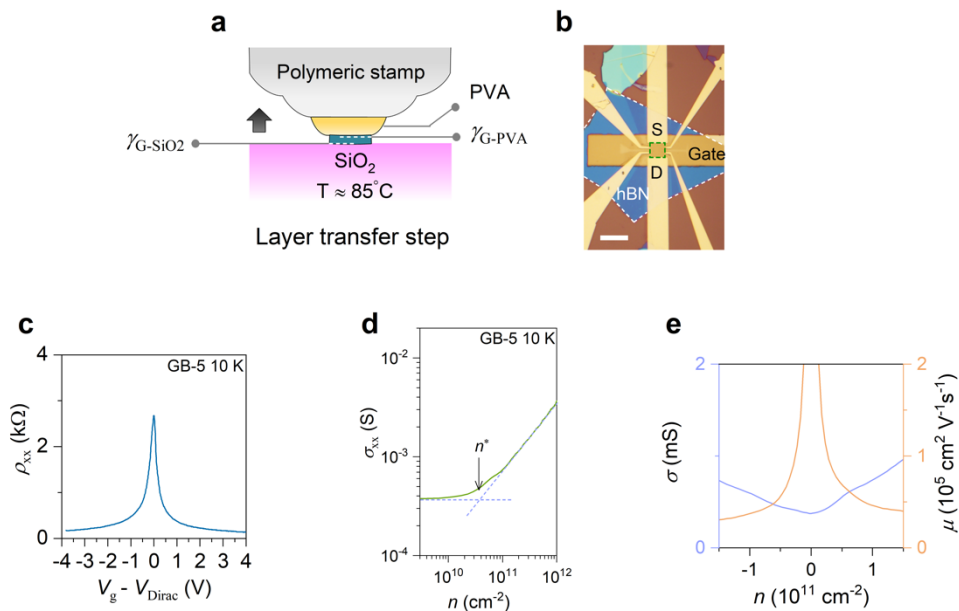 a
Polymeric stamp
PVA
γG-SiO2
γG-PVA
SiO2
T ≈ 85°C
Layer transfer step
b
S
Gate
D
hBN
c
GB-5 10 K
4
2
0
ρxx (kΩ)
-4 -3 -2 -1 0 1 2 3 4
Vg - VDirac (V)
d
GB-5 10 K
10-2
10-3
10-4
σxx (S)
n*
1010 1011 1012
n (cm-2)
e
2
1
0
σ (mS)
2
1
0
μ (105 cm2 V-1s-1)
-1 0 1
n (1011 cm-2)